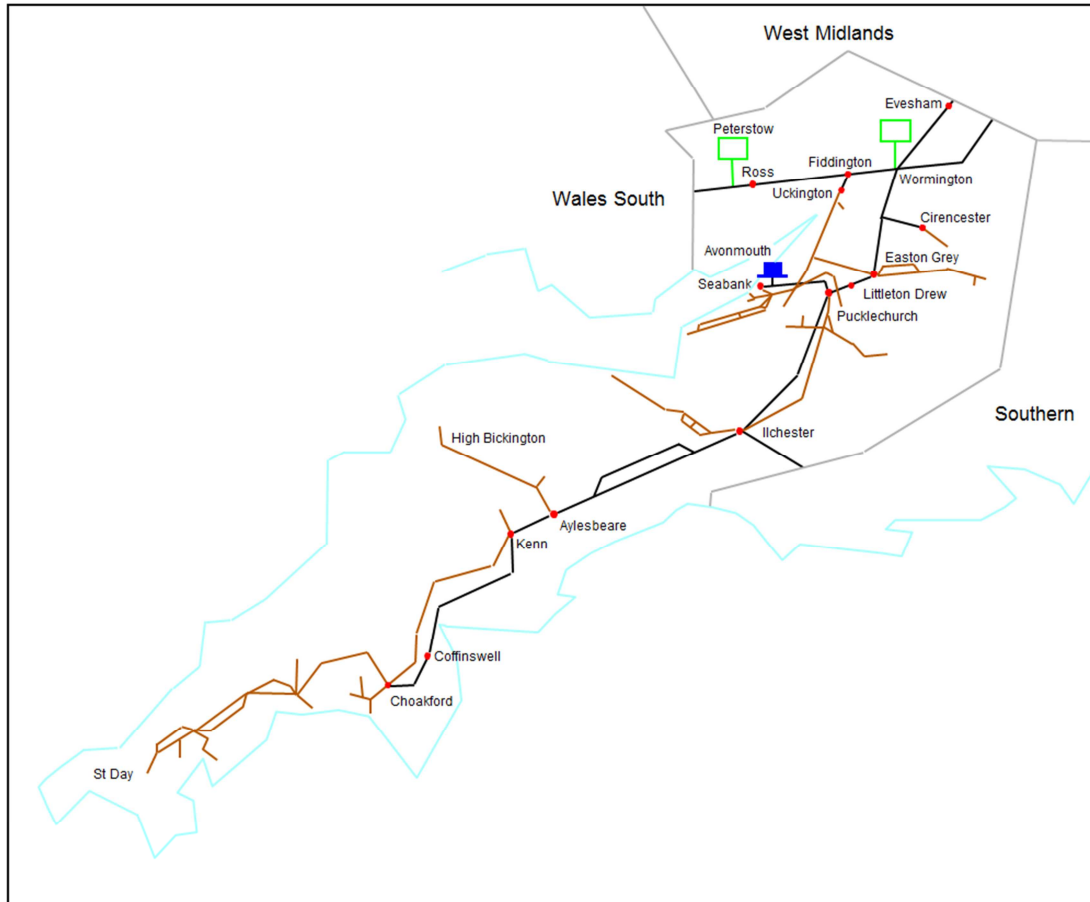 West Midlands
Evesham
Peterstow
Fiddington
Ross
Wormington
Uckington
Wales South
Cirencester
Avonmouth
Easton Grey
Seabank
Littleton Drew
Pucklechurch
Southern
Ilchester
High Bickington
Aylesbeare
Kenn
Coffinswell
Choakford
St Day